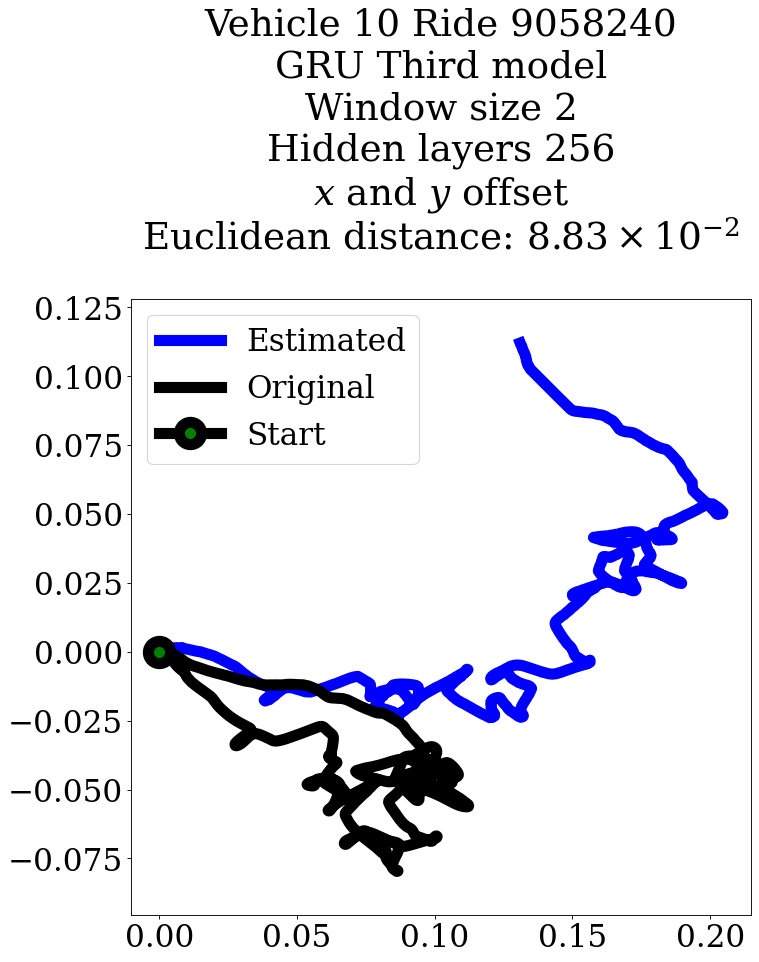 Vehicle 10 Ride 9058240
GRU Third model
Window size 2
Hidden layers 256
x and y offset
Euclidean distance: 8.83 × 10⁻²
Estimated
Original
Start
0.125
0.100
0.075
0.050
0.025
0.000
−0.025
−0.050
−0.075
0.00 0.05 0.10 0.15 0.20